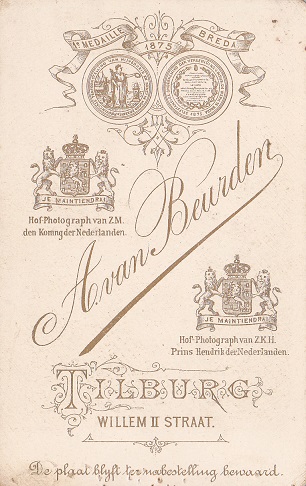 1e MEDAILLE BREDA
1875
JE MAINTIENDRAI
Hof-Photograph van Z.M.
den Koning der Nederlanden.
A. van Beurden
JE MAINTIENDRAI
Hof-Photograph van Z.K.H.
Prins Hendrik der Nederlanden.
TILBURG
WILLEM II STRAAT.
De plaat blyft ter nabestelling bewaard.